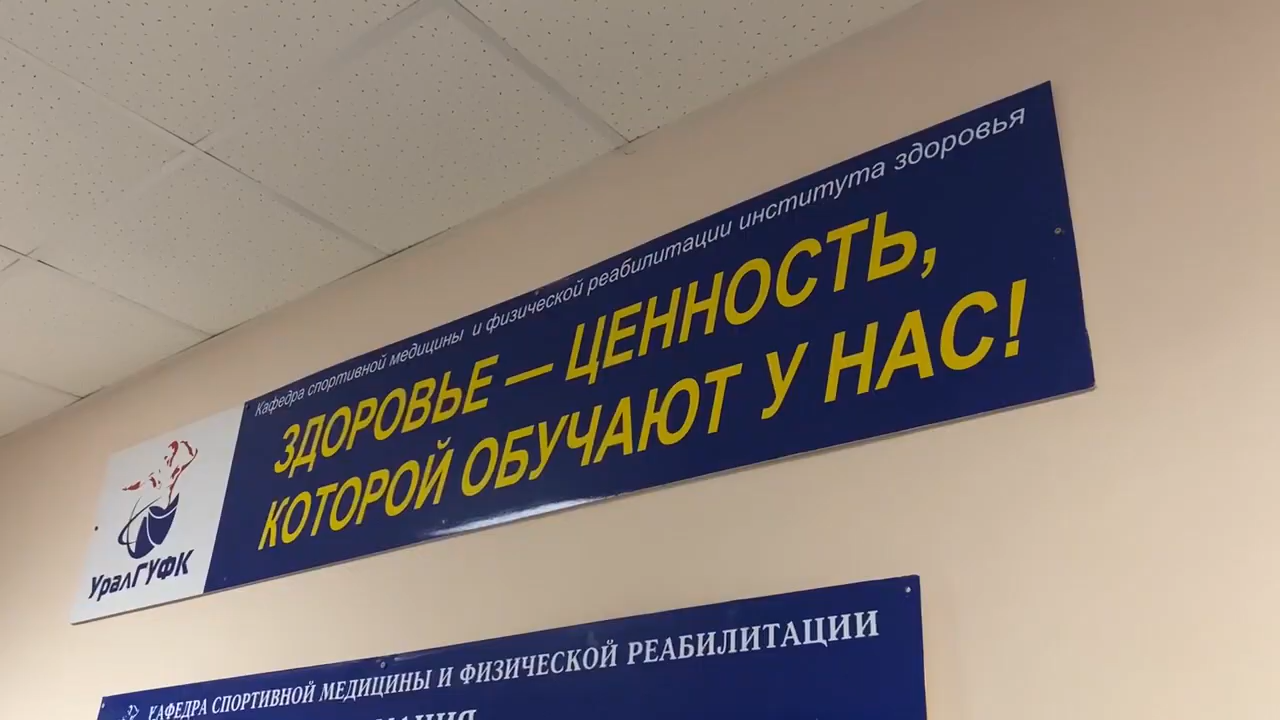 Кафедра спортивной медицины и физической реабилитации института здоровья
ЗДОРОВЬЕ — ЦЕННОСТЬ,
КОТОРОЙ ОБУЧАЮТ У НАС!
УралГУФК
КАФЕДРА СПОРТИВНОЙ МЕДИЦИНЫ И ФИЗИЧЕСКОЙ РЕАБИЛИТАЦИИ